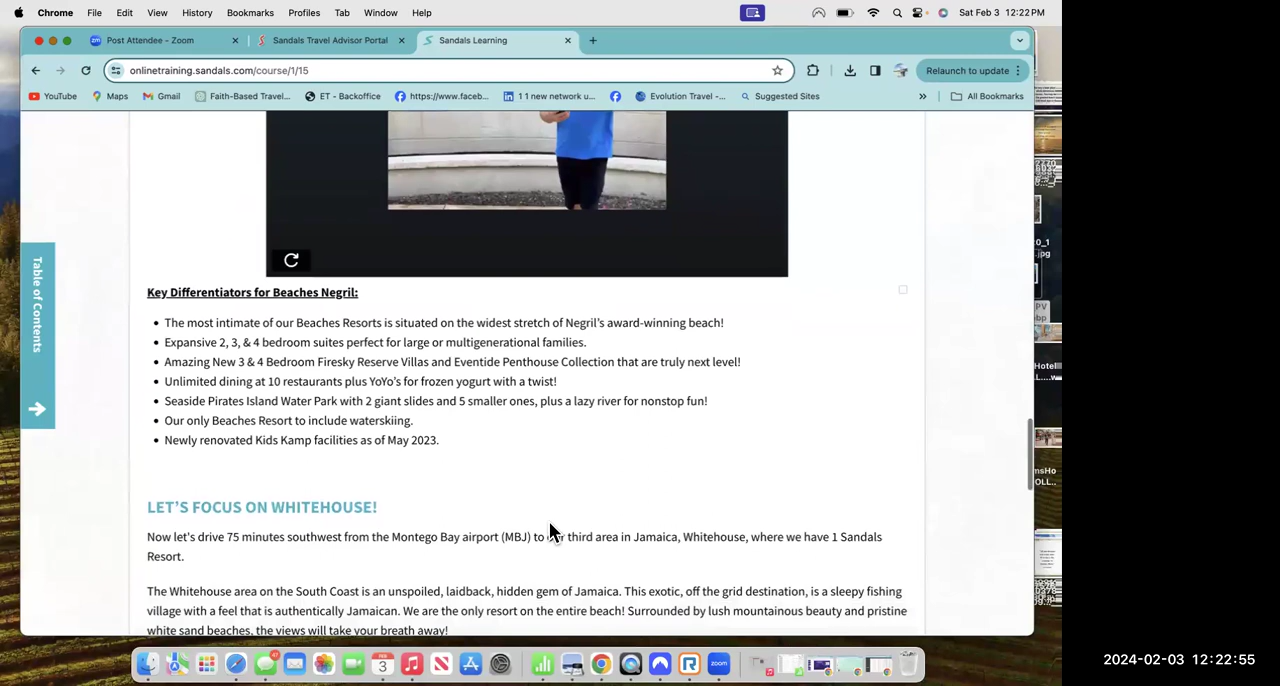 Chrome File Edit View History Bookmarks Profiles Tab Window Help Sat Feb 3 12:22 PM
Post Attendee - Zoom Sandals Travel Advisor Portal Sandals Learning
onlinetraining.sandals.com/course/1/15 Relaunch to update
YouTube Maps Gmail Faith-Based Travel... ET - Backoffice https://www.faceb... 1 1 new network u... Evolution Travel -... Suggested Sites » All Bookmarks
Table of Contents
Key Differentiators for Beaches Negril:
• The most intimate of our Beaches Resorts is situated on the widest stretch of Negril's award-winning beach!
• Expansive 2, 3, & 4 bedroom suites perfect for large or multigenerational families.
• Amazing New 3 & 4 Bedroom Firesky Reserve Villas and Eventide Penthouse Collection that are truly next level!
• Unlimited dining at 10 restaurants plus YoYo's for frozen yogurt with a twist!
• Seaside Pirates Island Water Park with 2 giant slides and 5 smaller ones, plus a lazy river for nonstop fun!
• Our only Beaches Resort to include waterskiing.
• Newly renovated Kids Kamp facilities as of May 2023.
LET'S FOCUS ON WHITEHOUSE!
Now let's drive 75 minutes southwest from the Montego Bay airport (MBJ) to our third area in Jamaica, Whitehouse, where we have 1 Sandals
Resort.
The Whitehouse area on the South Coast is an unspoiled, laidback, hidden gem of Jamaica. This exotic, off the grid destination, is a sleepy fishing
village with a feel that is authentically Jamaican. We are the only resort on the entire beach! Surrounded by lush mountainous beauty and pristine
white sand beaches, the views will take your breath away!
FEB
3
zoom
2024-02-03 12:22:55